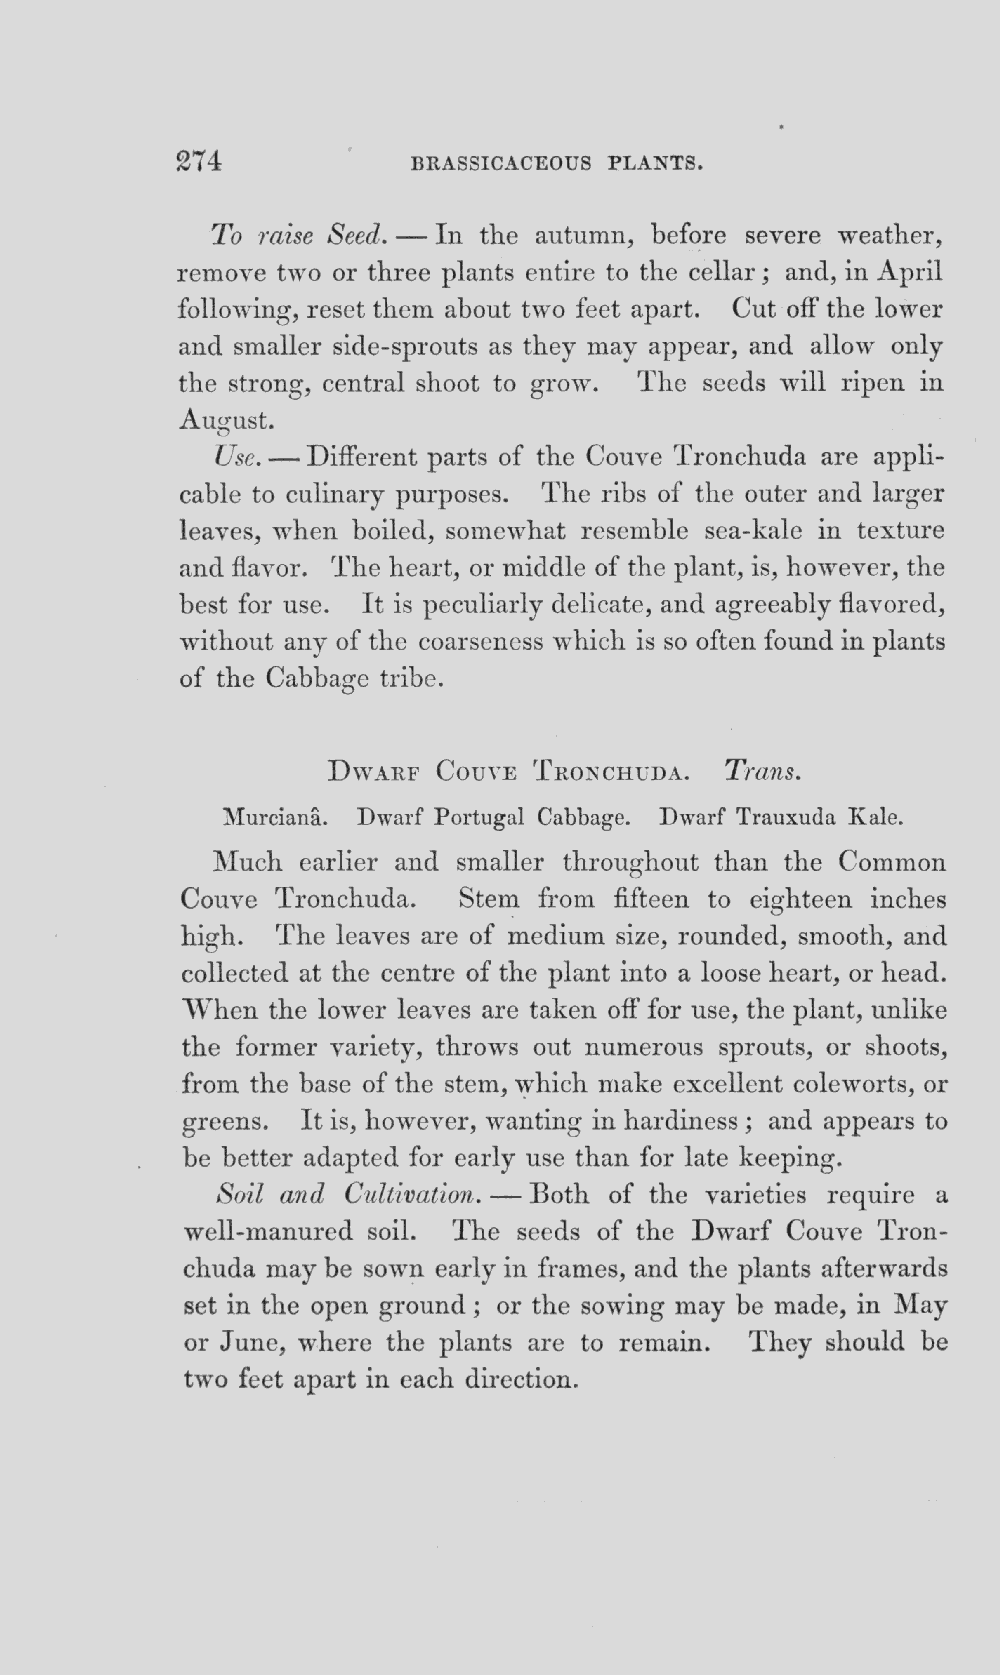 274 BRASSICACEOUS PLANTS.
To raise Seed. — In the autumn, before severe weather,
remove two or three plants entire to the cellar; and, in April
following, reset them about two feet apart. Cut off the lower
and smaller side-sprouts as they may appear, and allow only
the strong, central shoot to grow. The seeds will ripen in
August.
Use. — Different parts of the Couve Tronchuda are appli-
cable to culinary purposes. The ribs of the outer and larger
leaves, when boiled, somewhat resemble sea-kale in texture
and flavor. The heart, or middle of the plant, is, however, the
best for use. It is peculiarly delicate, and agreeably flavored,
without any of the coarseness which is so often found in plants
of the Cabbage tribe.
DWARF COUVE TRONCHUDA. Trans.
Murcianâ. Dwarf Portugal Cabbage. Dwarf Trauxuda Kale.
Much earlier and smaller throughout than the Common
Couve Tronchuda. Stem from fifteen to eighteen inches
high. The leaves are of medium size, rounded, smooth, and
collected at the centre of the plant into a loose heart, or head.
When the lower leaves are taken off for use, the plant, unlike
the former variety, throws out numerous sprouts, or shoots,
from the base of the stem, which make excellent coleworts, or
greens. It is, however, wanting in hardiness; and appears to
be better adapted for early use than for late keeping.
Soil and Cultivation. — Both of the varieties require a
well-manured soil. The seeds of the Dwarf Couve Tron-
chuda may be sown early in frames, and the plants afterwards
set in the open ground; or the sowing may be made, in May
or June, where the plants are to remain. They should be
two feet apart in each direction.